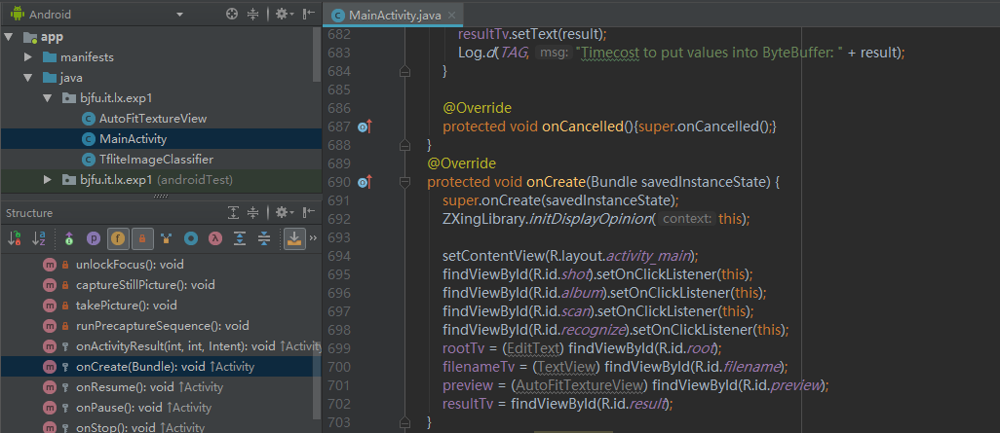 Android
MainActivity.java
app
manifests
java
bjfu.it.lx.exp1
AutoFitTextureView
MainActivity
TfliteImageClassifier
bjfu.it.lx.exp1 (androidTest)
Structure
unlockFocus(): void
captureStillPicture(): void
takePicture(): void
runPrecaptureSequence(): void
onActivityResult(int, int, Intent): void ↑Activity
onCreate(Bundle): void ↑Activity
onResume(): void ↑Activity
onPause(): void ↑Activity
onStop(): void ↑Activity
682 resultTv.setText(result);
683 Log.d(TAG, msg: "Timecost to put values into ByteBuffer: " + result);
684 }
685
686 @Override
687 protected void onCancelled(){super.onCancelled();}
688 }
689 @Override
690 protected void onCreate(Bundle savedInstanceState) {
691 super.onCreate(savedInstanceState);
692 ZXingLibrary.initDisplayOpinion( context: this);
693
694 setContentView(R.layout.activity_main);
695 findViewById(R.id.shot).setOnClickListener(this);
696 findViewById(R.id.album).setOnClickListener(this);
697 findViewById(R.id.scan).setOnClickListener(this);
698 findViewById(R.id.recognize).setOnClickListener(this);
699 rootTv = (EditText) findViewById(R.id.root);
700 filenameTv = (TextView) findViewById(R.id.filename);
701 preview = (AutoFitTextureView) findViewById(R.id.preview);
702 resultTv = findViewById(R.id.result);
703 }